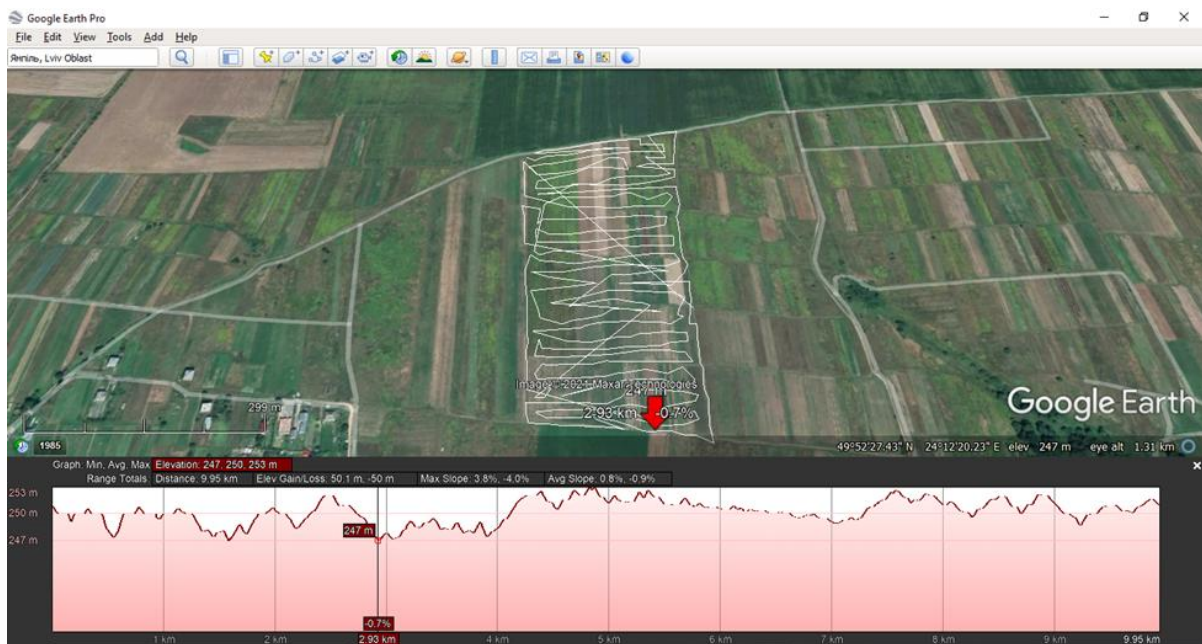 Google Earth Pro
File Edit View Tools Add Help
Ямпіль, Lviv Oblast
Image © 2021 Maxar Technologies
247 m
2.93 km -0.7%
299 m
Google Earth
1985
49°52'27.43" N 24°12'20.23" E elev 247 m eye alt 1.31 km
Graph: Min, Avg, Max Elevation: 247, 250, 253 m
Range Totals Distance: 9.95 km Elev Gain/Loss: 50.1 m, -50 m Max Slope: 3.8%, -4.0% Avg Slope: 0.8%, -0.9%
253 m
250 m
247 m
247 m
-0.7%
1 km 2 km 2.93 km 4 km 5 km 6 km 7 km 8 km 9 km 9.95 km